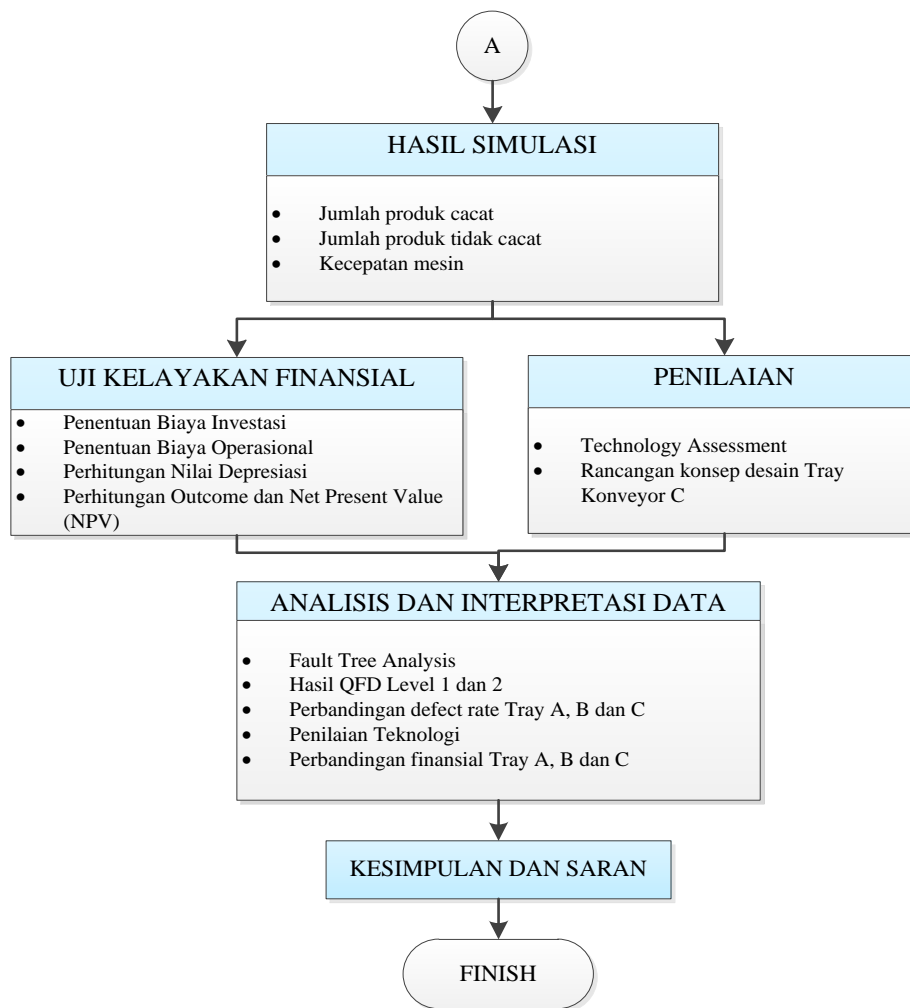 A
HASIL SIMULASI
• Jumlah produk cacat
• Jumlah produk tidak cacat
• Kecepatan mesin
UJI KELAYAKAN FINANSIAL
• Penentuan Biaya Investasi
• Penentuan Biaya Operasional
• Perhitungan Nilai Depresiasi
• Perhitungan Outcome dan Net Present Value
(NPV)
PENILAIAN
• Technology Assessment
• Rancangan konsep desain Tray
Konveyor C
ANALISIS DAN INTERPRETASI DATA
• Fault Tree Analysis
• Hasil QFD Level 1 dan 2
• Perbandingan defect rate Tray A, B dan C
• Penilaian Teknologi
• Perbandingan finansial Tray A, B dan C
KESIMPULAN DAN SARAN
FINISH